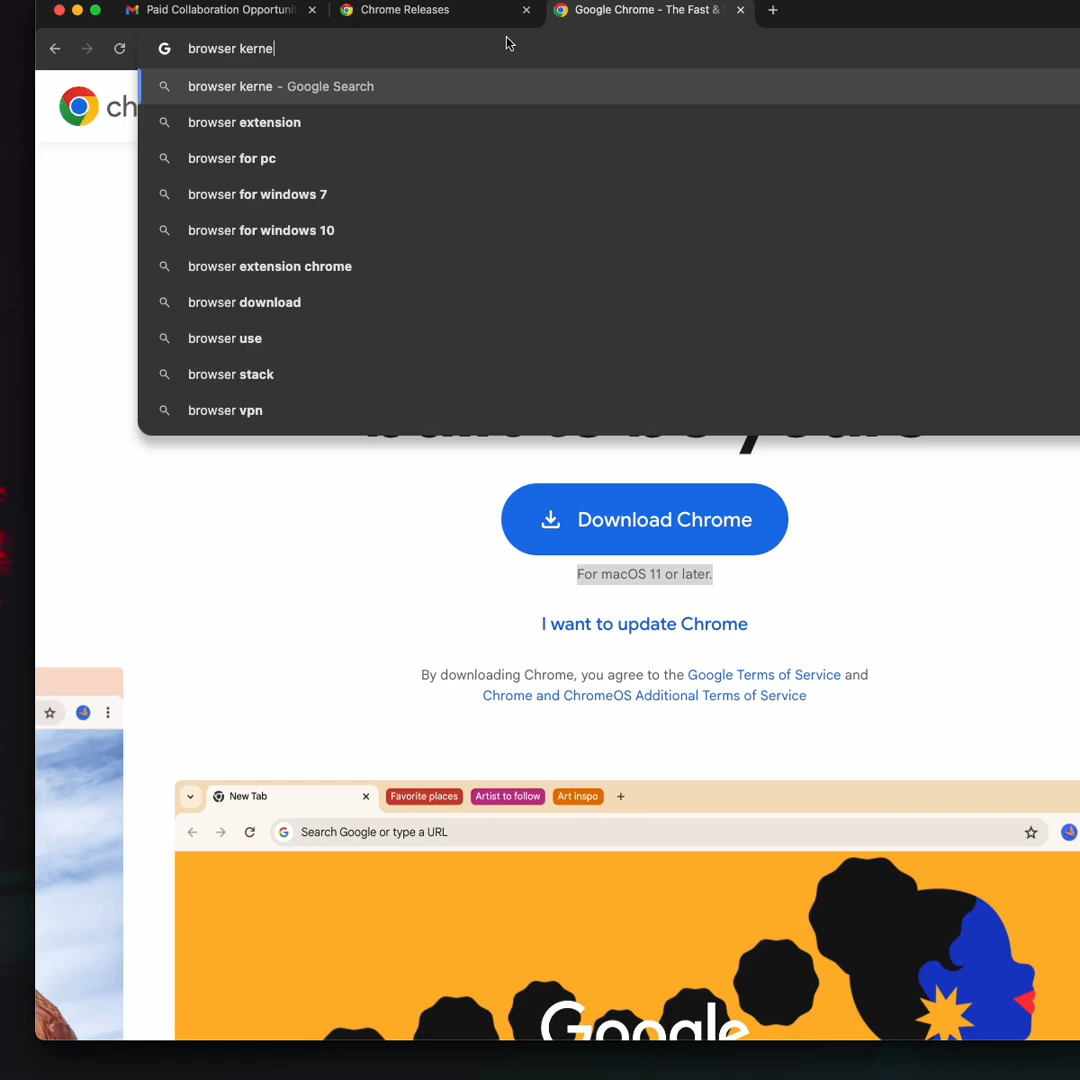 Paid Collaboration Opportuni
Chrome Releases
Google Chrome - The Fast &
browser kerne
browser kerne - Google Search
browser extension
browser for pc
browser for windows 7
browser for windows 10
browser extension chrome
browser download
browser use
browser stack
browser vpn
ch
Download Chrome
For macOS 11 or later.
I want to update Chrome
By downloading Chrome, you agree to the Google Terms of Service and
Chrome and ChromeOS Additional Terms of Service
New Tab
Favorite places
Artist to follow
Art inspo
Search Google or type a URL
Google